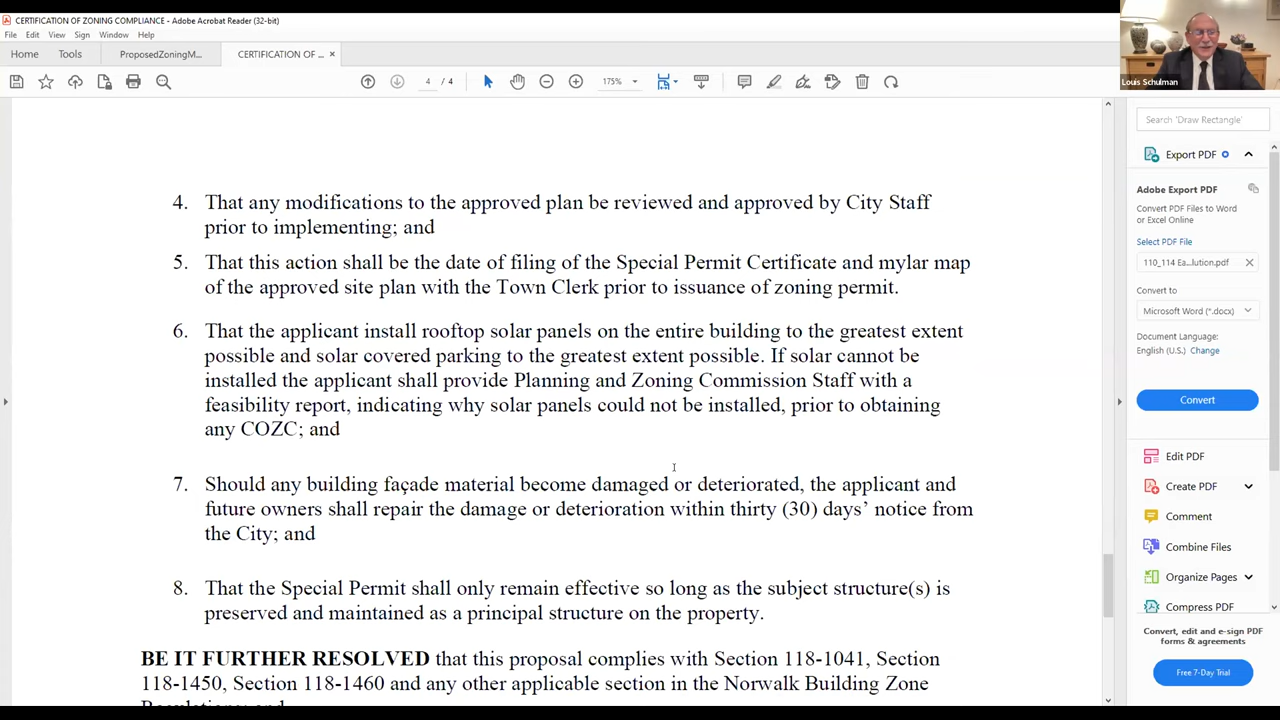 CERTIFICATION OF ZONING COMPLIANCE - Adobe Acrobat Reader (32-bit)
File Edit View Sign Window Help
Home Tools ProposedZoningM... CERTIFICATION OF ... ×
4 / 4 175%
Louis Schulman
4. That any modifications to the approved plan be reviewed and approved by City Staff
prior to implementing; and
5. That this action shall be the date of filing of the Special Permit Certificate and mylar map
of the approved site plan with the Town Clerk prior to issuance of zoning permit.
6. That the applicant install rooftop solar panels on the entire building to the greatest extent
possible and solar covered parking to the greatest extent possible. If solar cannot be
installed the applicant shall provide Planning and Zoning Commission Staff with a
feasibility report, indicating why solar panels could not be installed, prior to obtaining
any COZC; and
7. Should any building façade material become damaged or deteriorated, the applicant and
future owners shall repair the damage or deterioration within thirty (30) days' notice from
the City; and
8. That the Special Permit shall only remain effective so long as the subject structure(s) is
preserved and maintained as a principal structure on the property.
BE IT FURTHER RESOLVED that this proposal complies with Section 118-1041, Section
118-1450, Section 118-1460 and any other applicable section in the Norwalk Building Zone
Regulations; and
Search 'Draw Rectangle'
Export PDF
Adobe Export PDF
Convert PDF Files to Word
or Excel Online
Select PDF File
110_114 Ea...lution.pdf
Convert to
Microsoft Word (*.docx)
Document Language:
English (U.S.) Change
Convert
Edit PDF
Create PDF
Comment
Combine Files
Organize Pages
Compress PDF
Convert, edit and e-sign PDF
forms & agreements
Free 7-Day Trial